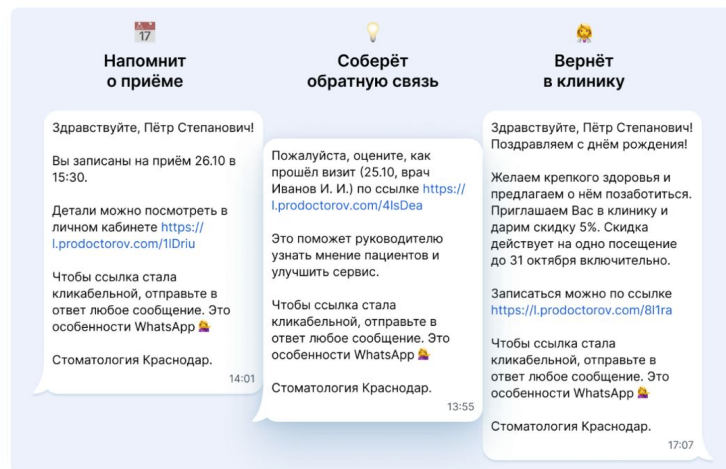 17
Напомнит
о приёме
Здравствуйте, Пётр Степанович!
Вы записаны на приём 26.10 в
15:30.
Детали можно посмотреть в
личном кабинете https://
l.prodoctorov.com/1lDriu
Чтобы ссылка стала
кликабельной, отправьте в
ответ любое сообщение. Это
особенности WhatsApp 🤷‍♀️
Стоматология Краснодар.
14:01
Соберёт
обратную связь
Пожалуйста, оцените, как
прошёл визит (25.10, врач
Иванов И. И.) по ссылке https://
l.prodoctorov.com/4lsDea
Это поможет руководителю
узнать мнение пациентов и
улучшить сервис.
Чтобы ссылка стала
кликабельной, отправьте в
ответ любое сообщение. Это
особенности WhatsApp 🤷‍♀️
Стоматология Краснодар.
13:55
Вернёт
в клинику
Здравствуйте, Пётр Степанович!
Поздравляем с днём рождения!
Желаем крепкого здоровья и
предлагаем о нём позаботиться.
Приглашаем Вас в клинику и
дарим скидку 5%. Скидка
действует на одно посещение
до 31 октября включительно.
Записаться можно по ссылке
https://l.prodoctorov.com/8l1ra
Чтобы ссылка стала
кликабельной, отправьте в
ответ любое сообщение. Это
особенности WhatsApp 🤷‍♀️
Стоматология Краснодар.
17:07